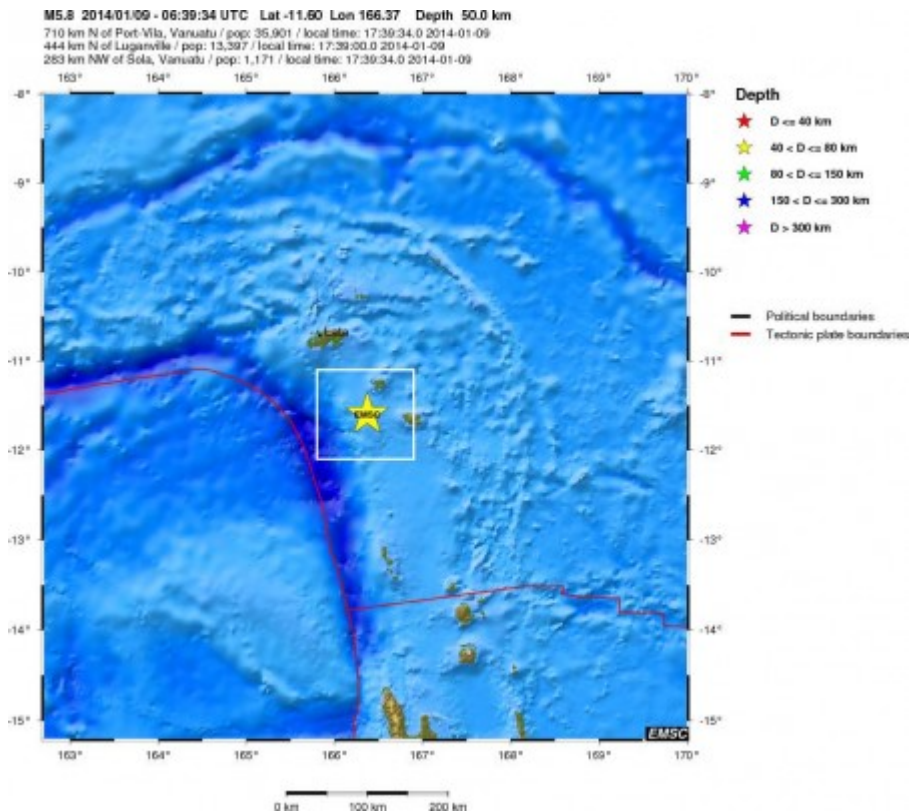 M5.8 2014/01/09 - 06:39:34 UTC Lat -11.60 Lon 166.37 Depth 50.0 km
710 km N of Port-Vila, Vanuatu / pop: 35,901 / local time: 17:39:34.0 2014-01-09
444 km N of Luganville / pop: 13,397 / local time: 17:39:00.0 2014-01-09
283 km NW of Sola, Vanuatu / pop: 1,171 / local time: 17:39:34.0 2014-01-09
163° 164° 165° 166° 167° 168° 169° 170°
-8° -8°
-9° -9°
-10° -10°
-11° -11°
-12° -12°
-13° -13°
-14° -14°
-15° -15°
EMSC
EMSC
163° 164° 165° 166° 167° 168° 169° 170°
0 km 100 km 200 km
Depth
D <= 40 km
40 < D <= 80 km
80 < D <= 150 km
150 < D <= 300 km
D > 300 km
Political boundaries
Tectonic plate boundaries